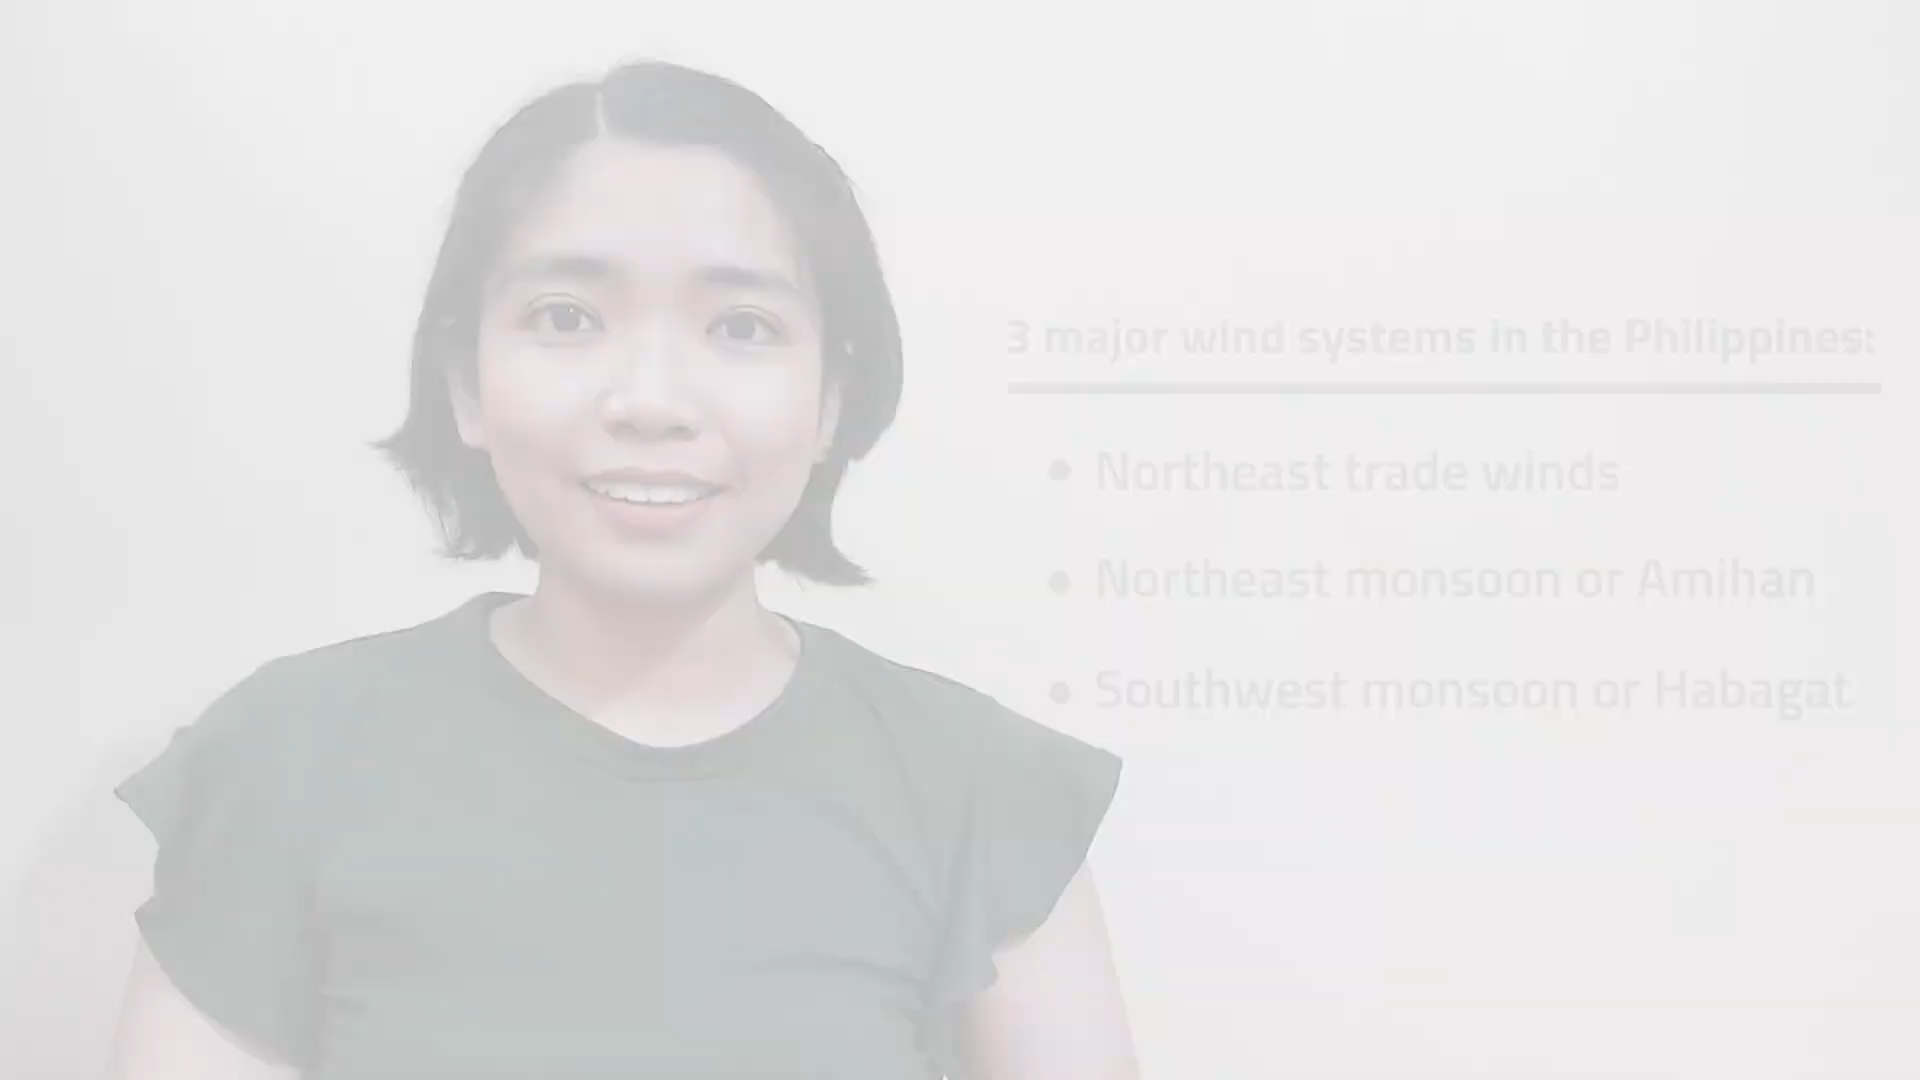 3 major wind systems in the Philippines:
• Northeast trade winds
• Northeast monsoon or Amihan
• Southwest monsoon or Habagat